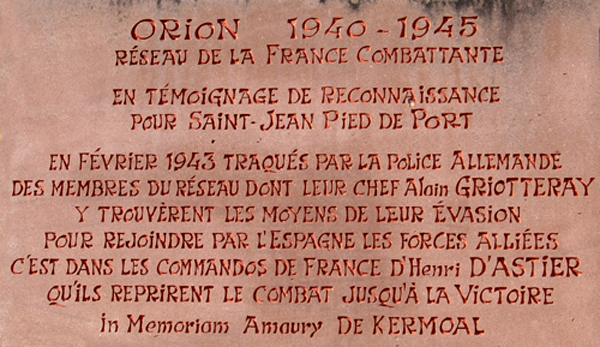 ORION 1940-1945
RÉSEAU DE LA FRANCE COMBATTANTE
EN TÉMOIGNAGE DE RECONNAISSANCE
POUR SAINT-JEAN PIED DE PORT
EN FÉVRIER 1943 TRAQUÉS PAR LA POLICE ALLEMANDE
DES MEMBRES DU RÉSEAU DONT LEUR CHEF Alain GRIOTTERAY
Y TROUVÈRENT LES MOYENS DE LEUR ÉVASION
POUR REJOINDRE PAR L'ESPAGNE LES FORCES ALLIÉES
C'EST DANS LES COMMANDOS DE FRANCE D'Henri D'ASTIER
QU'ILS REPRIRENT LE COMBAT JUSQU'À LA VICTOIRE
in Memoriam Amaury DE KERMOAL